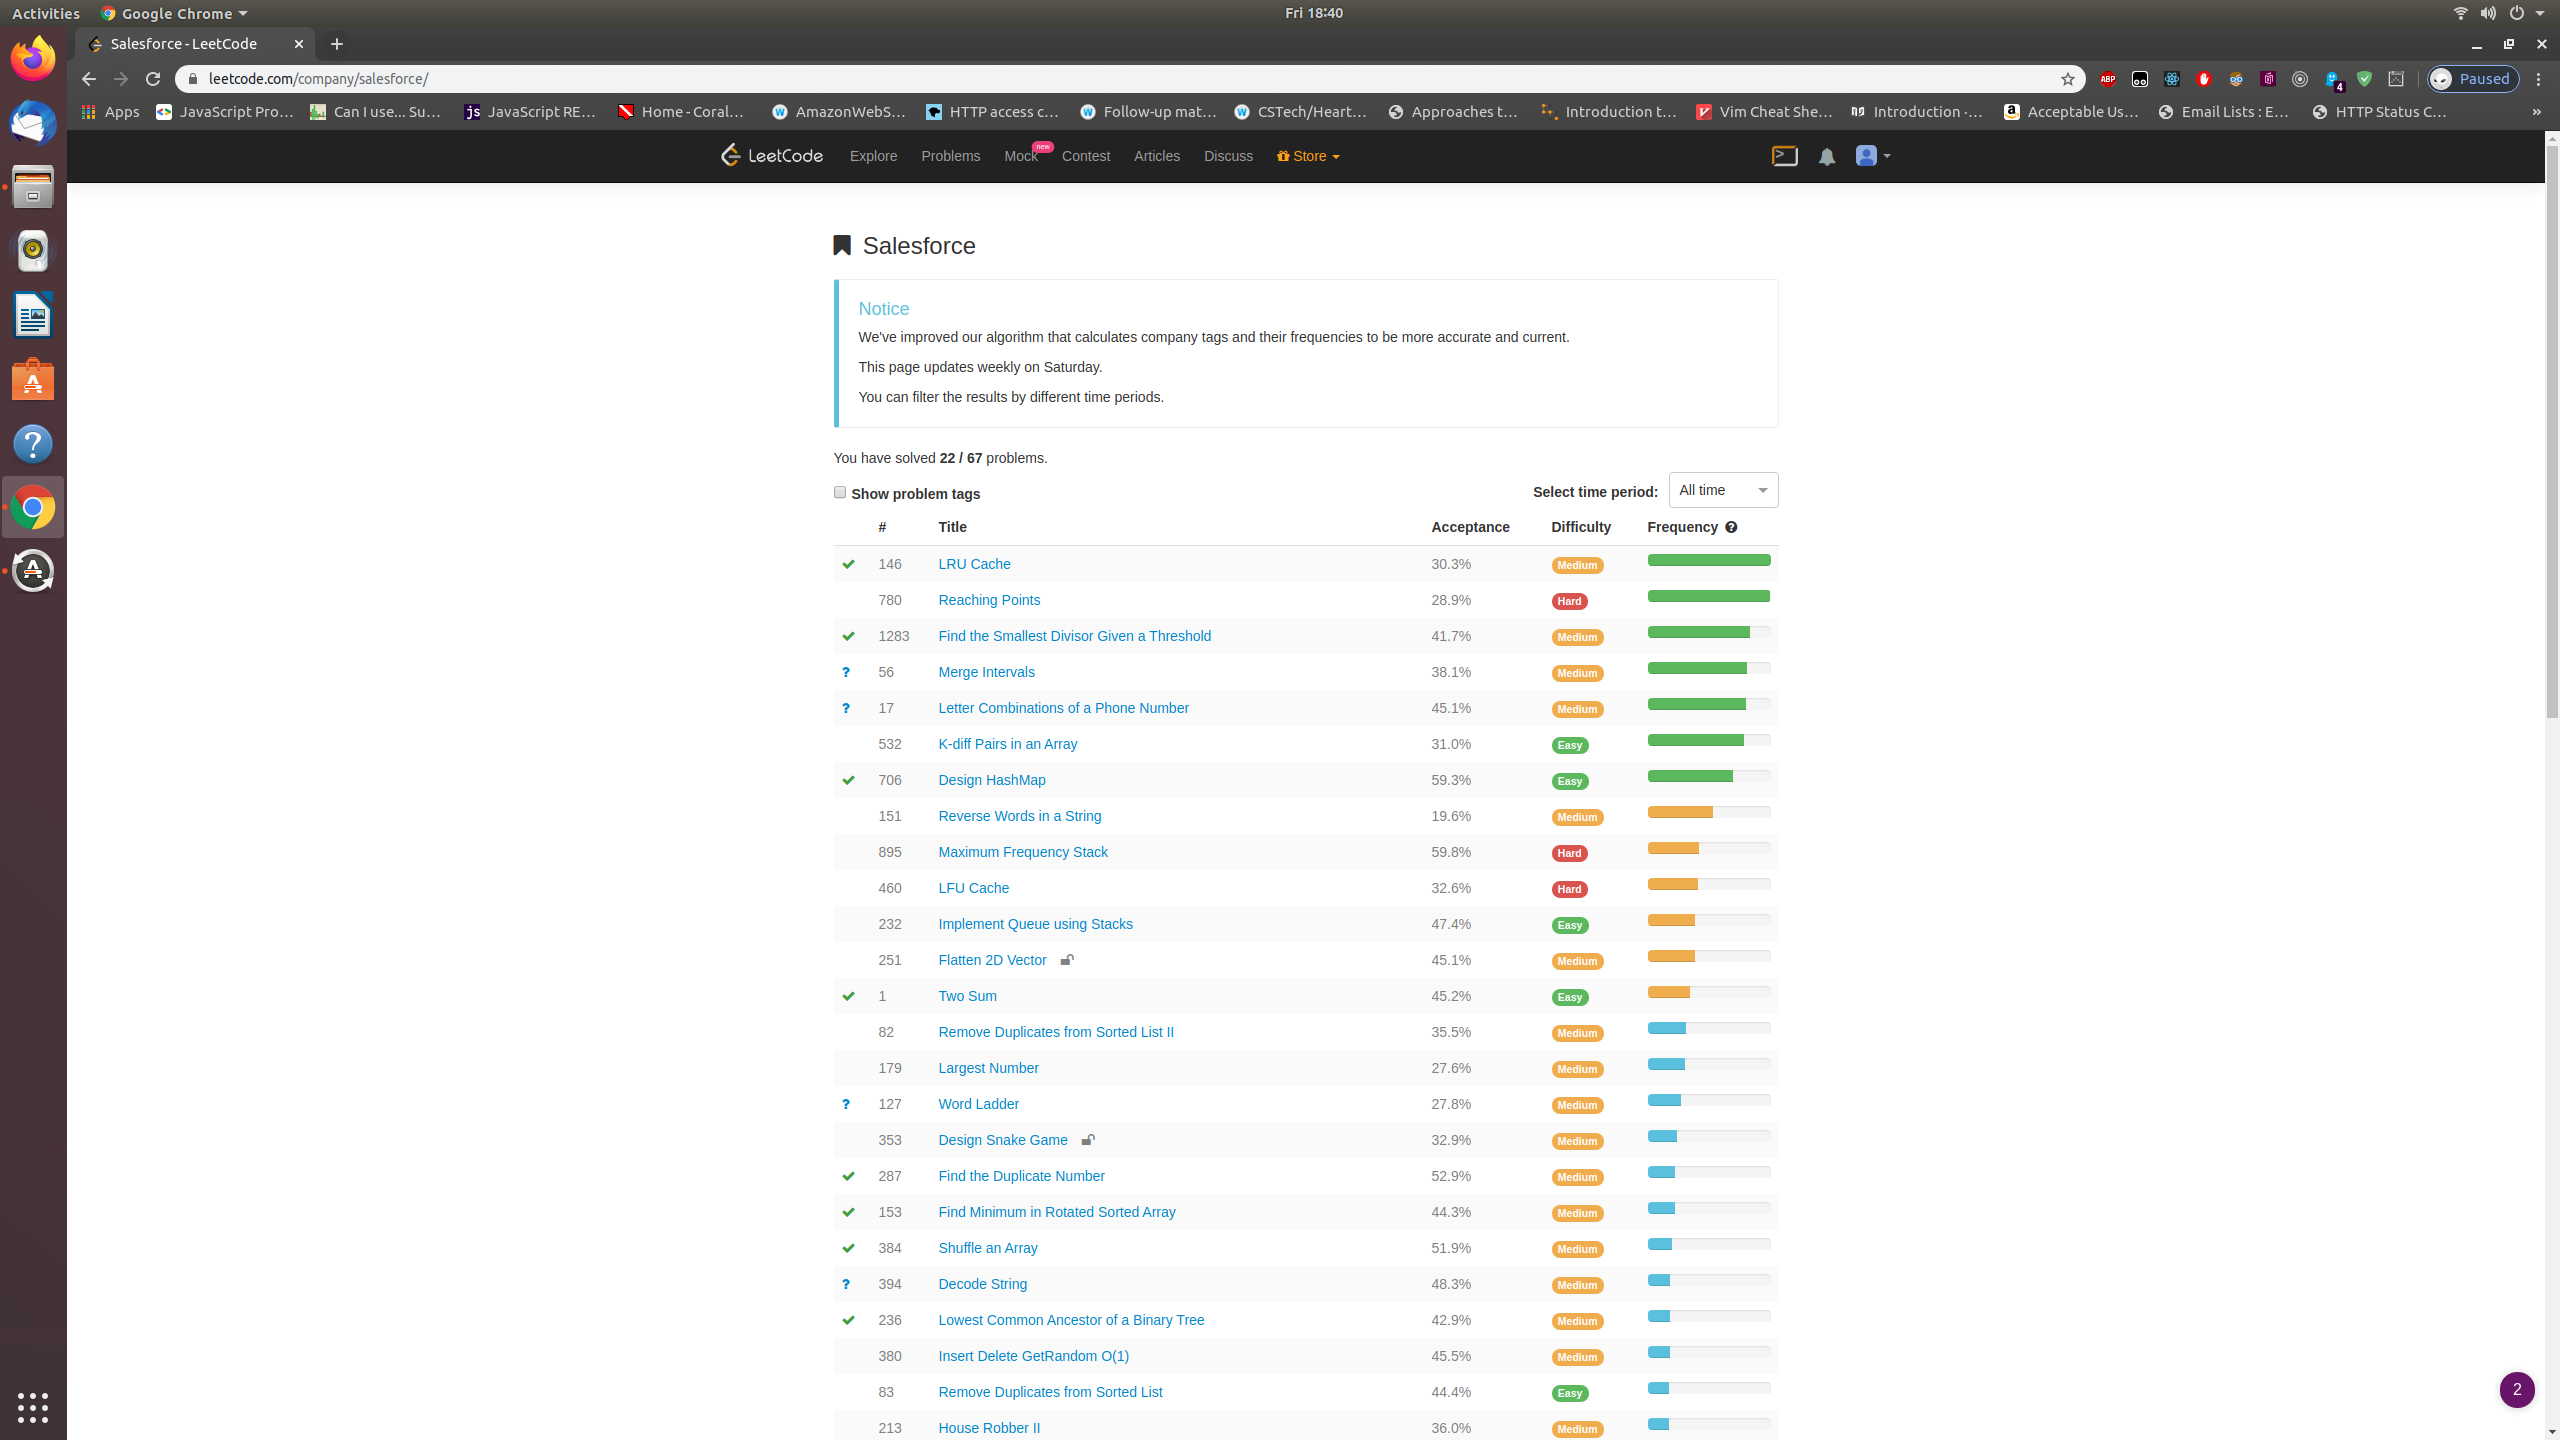 Activities Google Chrome Fri 18:40
Salesforce - LeetCode
leetcode.com/company/salesforce/ ABP 4 Paused
Apps JavaScript Pro… Can I use... Su… js JavaScript RE… Home - Coral… W AmazonWebS… HTTP access c… W Follow-up mat… W CSTech/Heart… Approaches t… Introduction t… Vim Cheat She… Introduction ·… a Acceptable Us… Email Lists : E… HTTP Status C… »
LeetCode Explore Problems Mock new Contest Articles Discuss Store
Salesforce
Notice
We've improved our algorithm that calculates company tags and their frequencies to be more accurate and current.
This page updates weekly on Saturday.
You can filter the results by different time periods.
You have solved 22 / 67 problems.
Show problem tags Select time period: All time
# Title Acceptance Difficulty Frequency ?
146 LRU Cache 30.3% Medium
780 Reaching Points 28.9% Hard
1283 Find the Smallest Divisor Given a Threshold 41.7% Medium
? 56 Merge Intervals 38.1% Medium
? 17 Letter Combinations of a Phone Number 45.1% Medium
532 K-diff Pairs in an Array 31.0% Easy
706 Design HashMap 59.3% Easy
151 Reverse Words in a String 19.6% Medium
895 Maximum Frequency Stack 59.8% Hard
460 LFU Cache 32.6% Hard
232 Implement Queue using Stacks 47.4% Easy
251 Flatten 2D Vector 45.1% Medium
1 Two Sum 45.2% Easy
82 Remove Duplicates from Sorted List II 35.5% Medium
179 Largest Number 27.6% Medium
? 127 Word Ladder 27.8% Medium
353 Design Snake Game 32.9% Medium
287 Find the Duplicate Number 52.9% Medium
153 Find Minimum in Rotated Sorted Array 44.3% Medium
384 Shuffle an Array 51.9% Medium
? 394 Decode String 48.3% Medium
236 Lowest Common Ancestor of a Binary Tree 42.9% Medium
380 Insert Delete GetRandom O(1) 45.5% Medium
83 Remove Duplicates from Sorted List 44.4% Easy
213 House Robber II 36.0% Medium
2